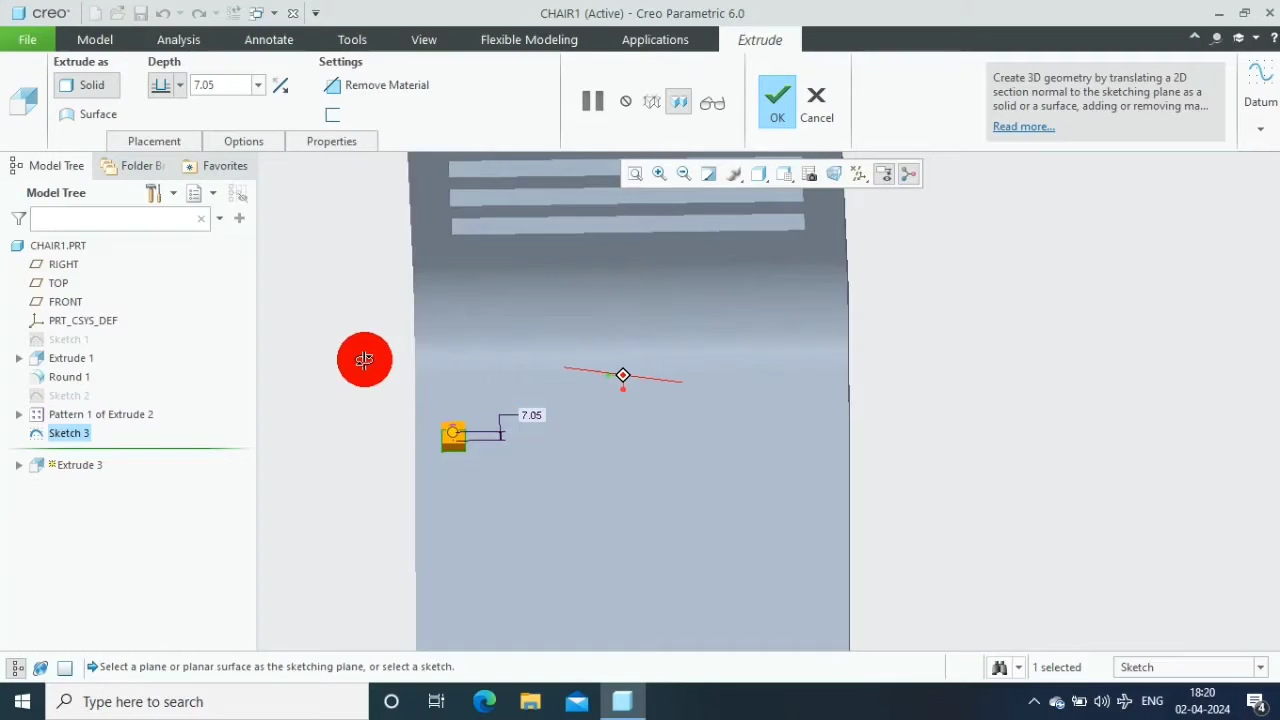 creo
CHAIR1 (Active) - Creo Parametric 6.0
File
Model
Analysis
Annotate
Tools
View
Flexible Modeling
Applications
Extrude
Extrude as
Depth
Settings
Solid
7.05
Remove Material
Surface
OK
Cancel
Create 3D geometry by translating a 2D
section normal to the sketching plane as a
solid or a surface, adding or removing ma...
Read more...
Datum
Placement
Options
Properties
Model Tree
Folder B
Favorites
Model Tree
CHAIR1.PRT
RIGHT
TOP
FRONT
PRT_CSYS_DEF
Sketch 1
Extrude 1
Round 1
Sketch 2
Pattern 1 of Extrude 2
Sketch 3
Extrude 3
7.05
Select a plane or planar surface as the sketching plane, or select a sketch.
1 selected
Sketch
Type here to search
ENG
18:20
02-04-2024
4